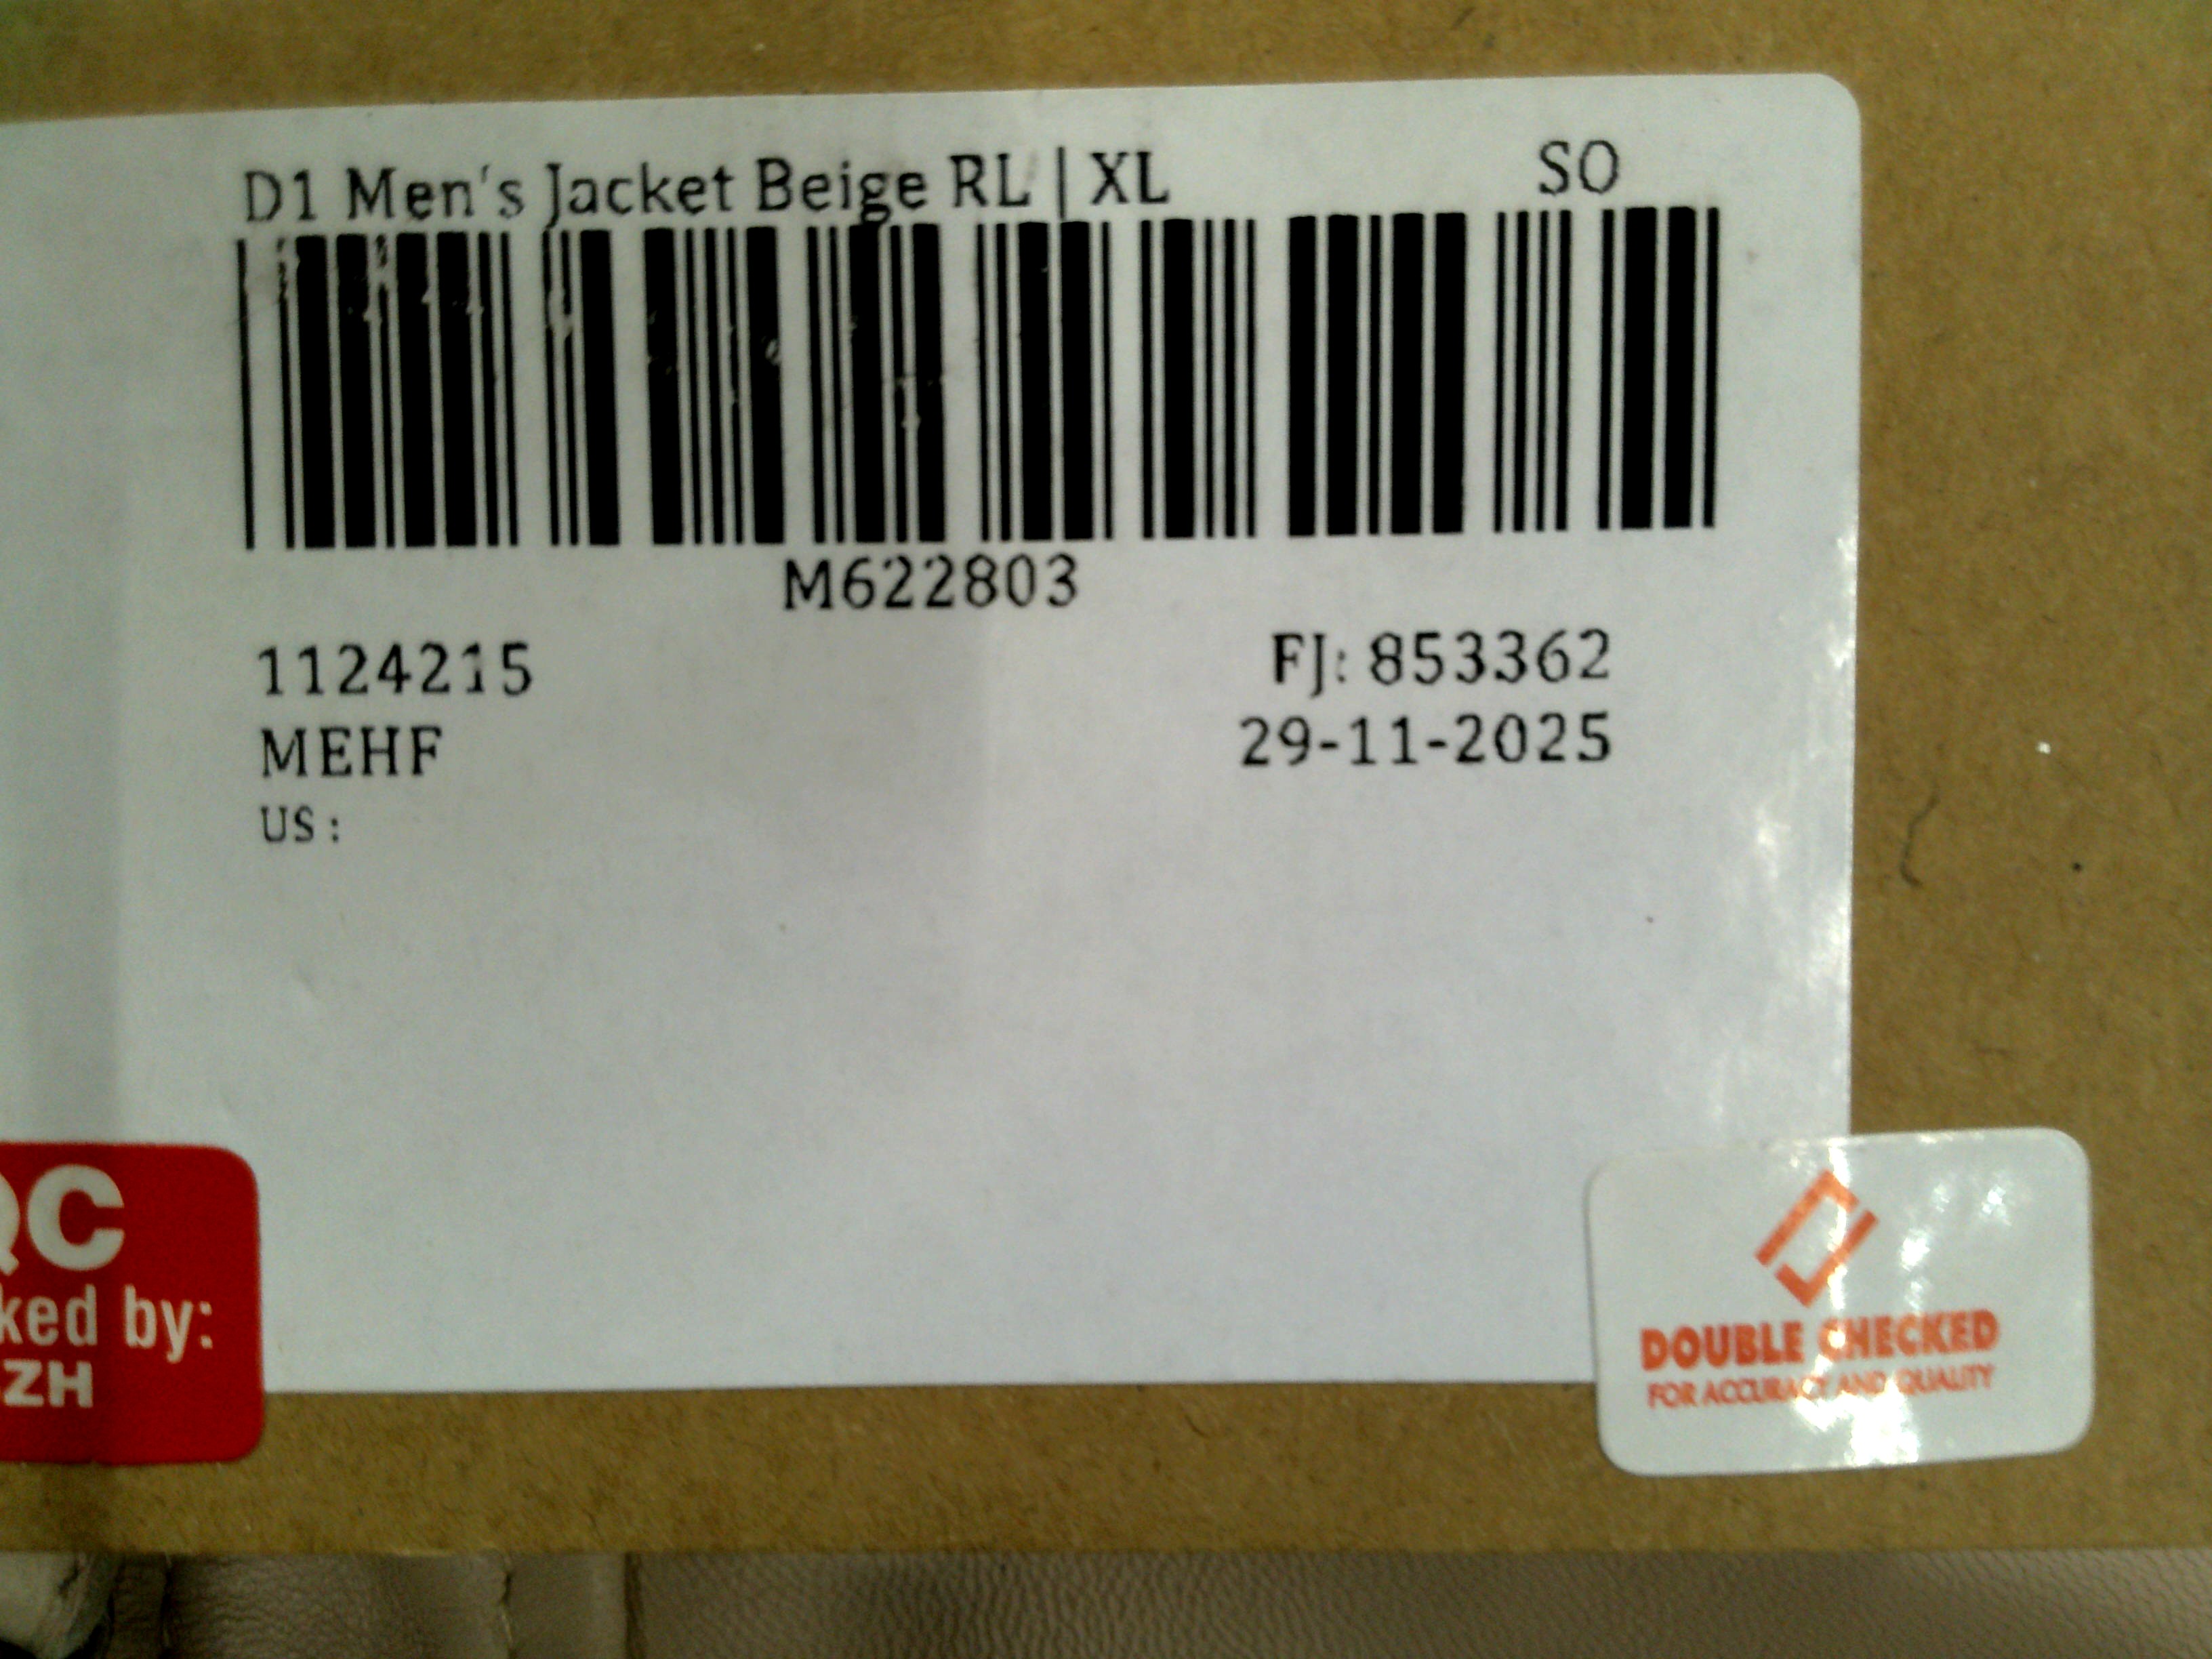 D1 Men's Jacket Beige RL | XL
SO
M622803
1124215
FJ: 853362
MEHF
29-11-2025
US :
QC
ked by:
ZH
DOUBLE CHECKED
FOR ACCURACY AND QUALITY